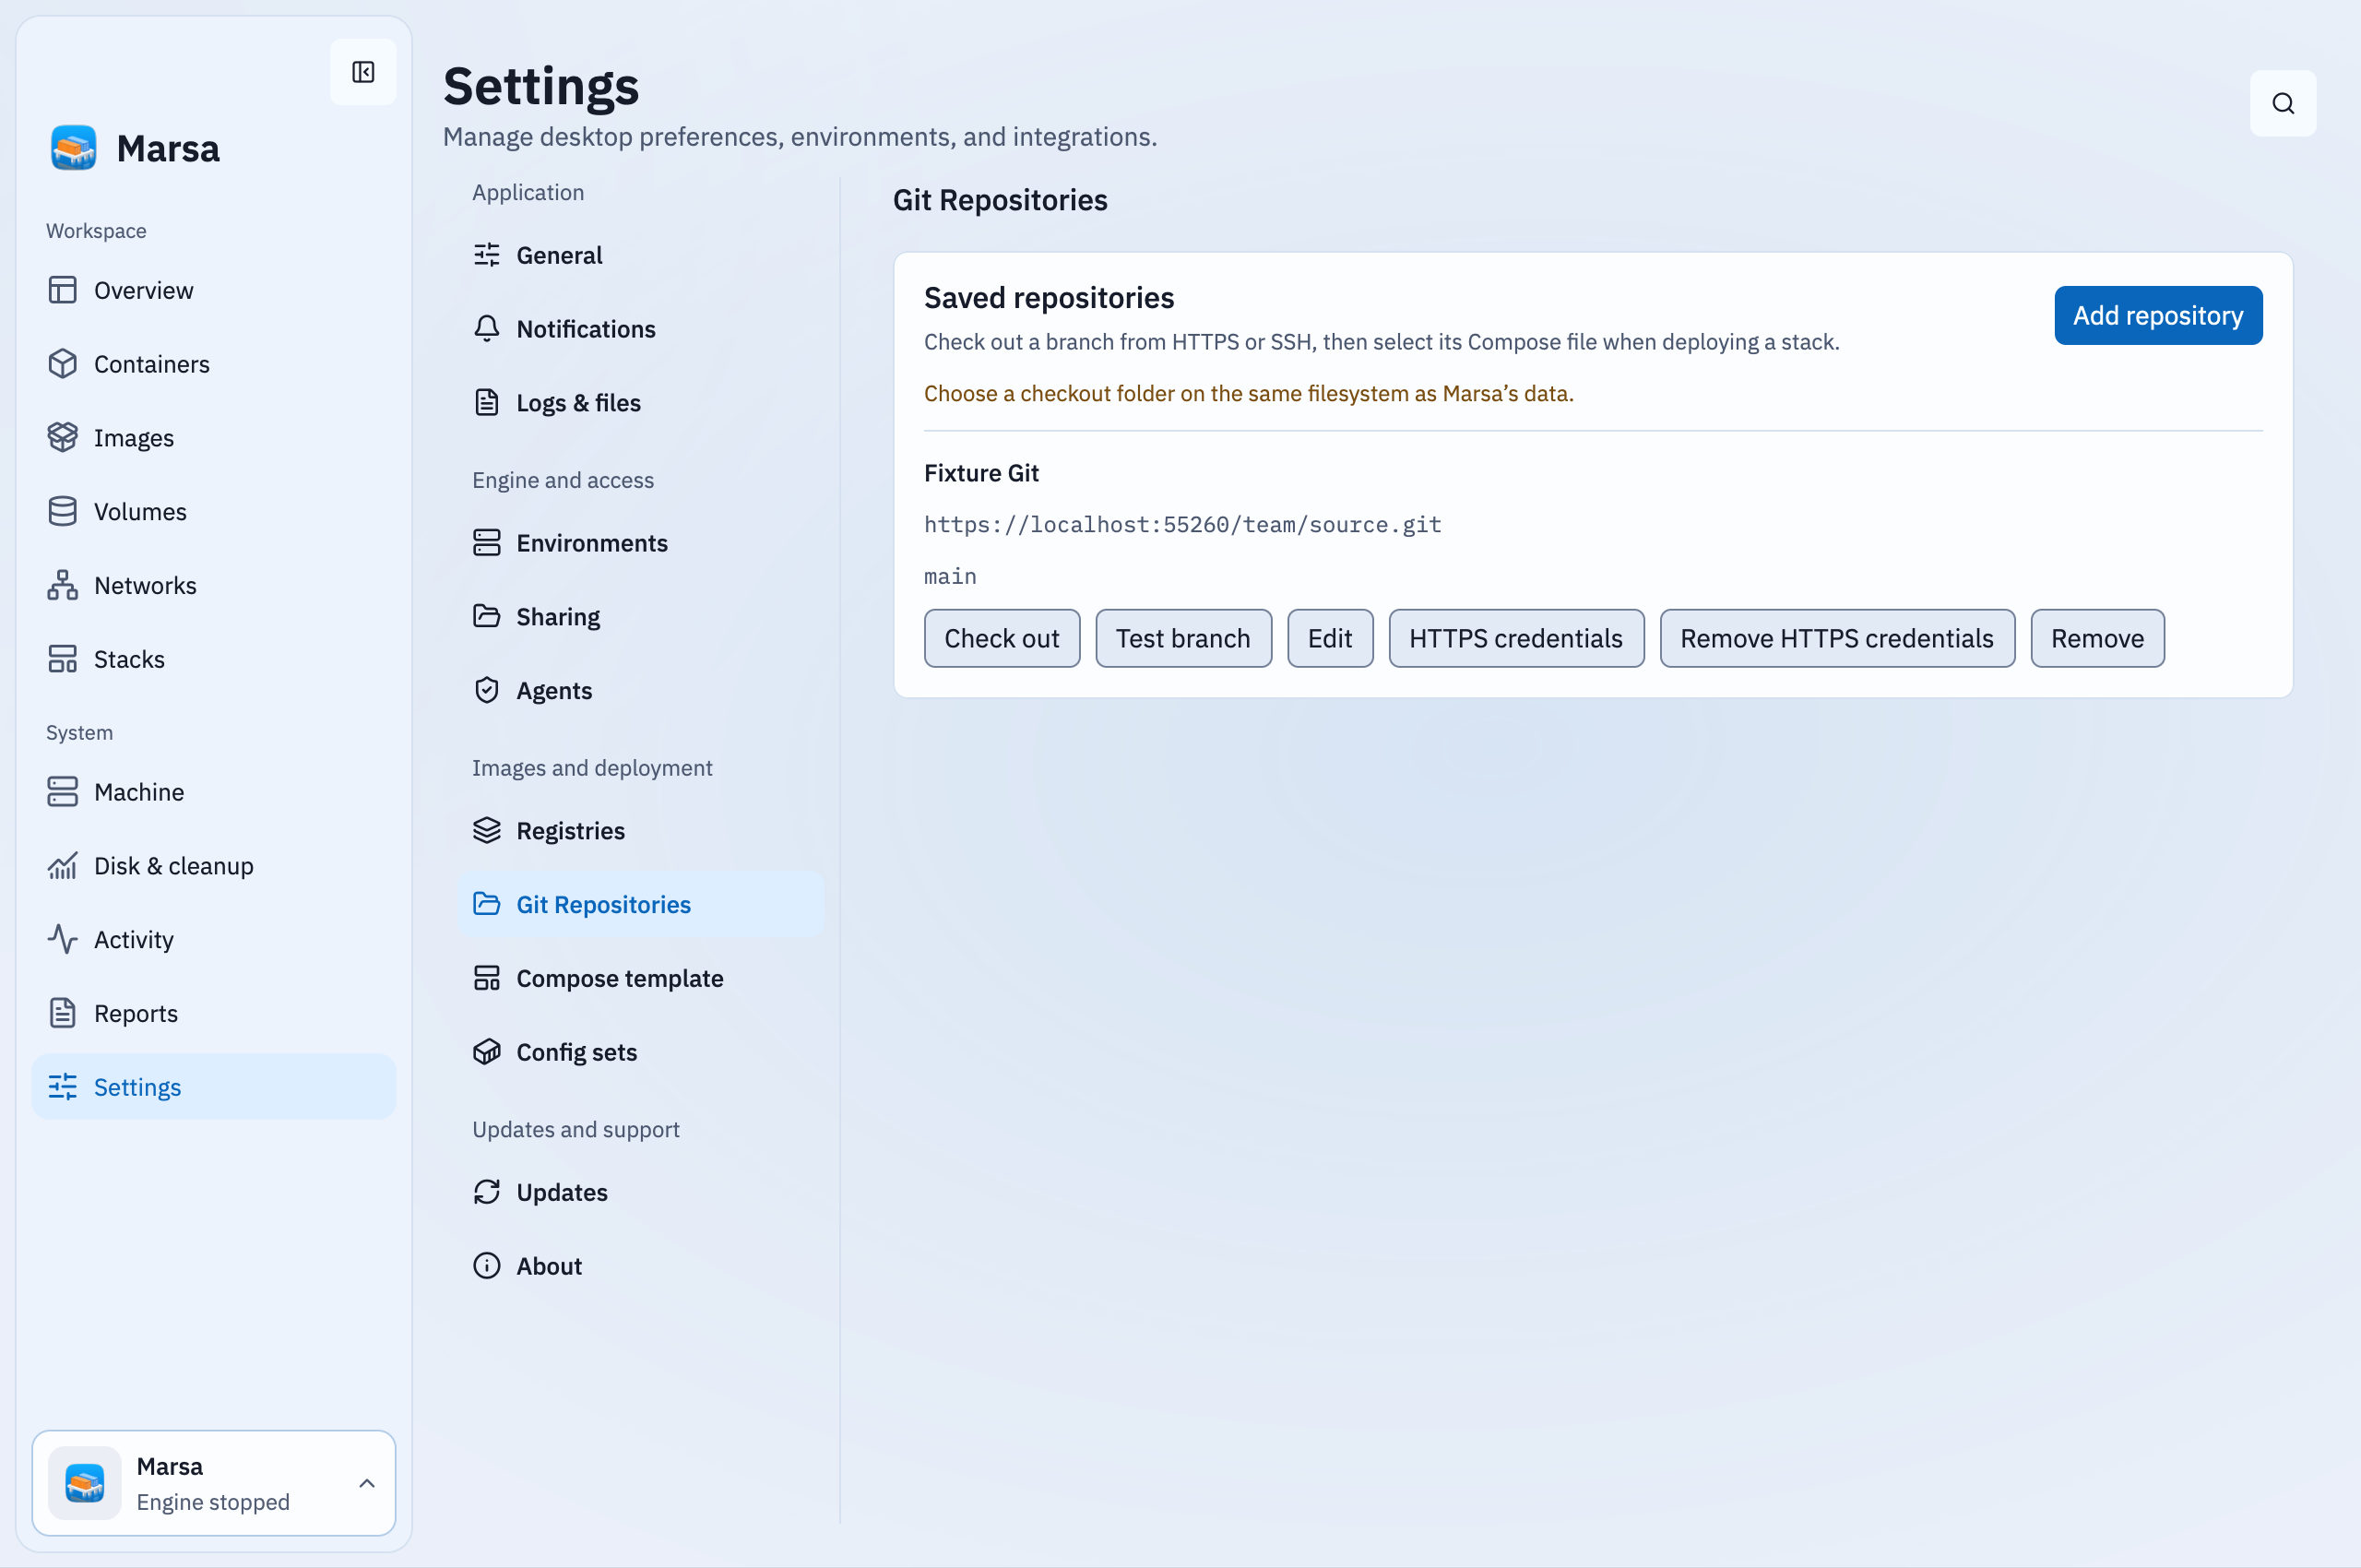 Marsa
Workspace
Overview
Containers
Images
Volumes
Networks
Stacks
System
Machine
Disk & cleanup
Activity
Reports
Settings
Marsa
Engine stopped
Settings
Manage desktop preferences, environments, and integrations.
Application
General
Notifications
Logs & files
Engine and access
Environments
Sharing
Agents
Images and deployment
Registries
Git Repositories
Compose template
Config sets
Updates and support
Updates
About
Git Repositories
Saved repositories
Check out a branch from HTTPS or SSH, then select its Compose file when deploying a stack.
Choose a checkout folder on the same filesystem as Marsa’s data.
Add repository
Fixture Git
https://localhost:55260/team/source.git
main
Check out Test branch Edit HTTPS credentials Remove HTTPS credentials Remove